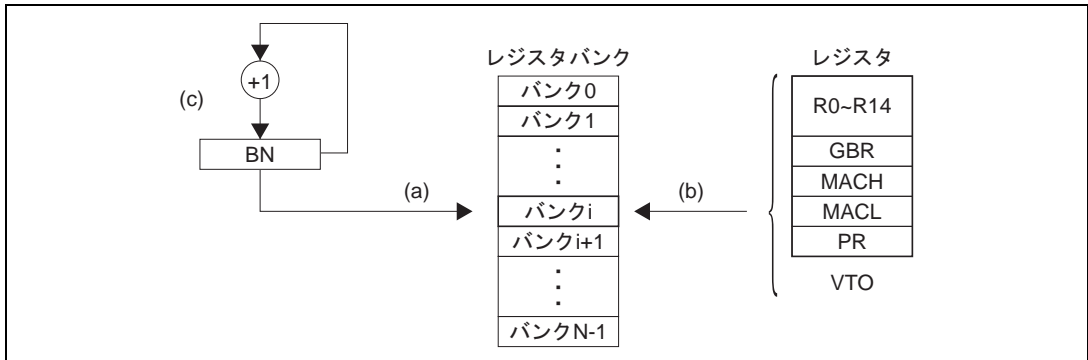 +1
(c)
BN
(a)
レジスタバンク
バンク0
バンク1
・
・
・
バンクi
バンクi+1
・
・
・
バンクN-1
(b)
レジスタ
R0~R14
GBR
MACH
MACL
PR
VTO